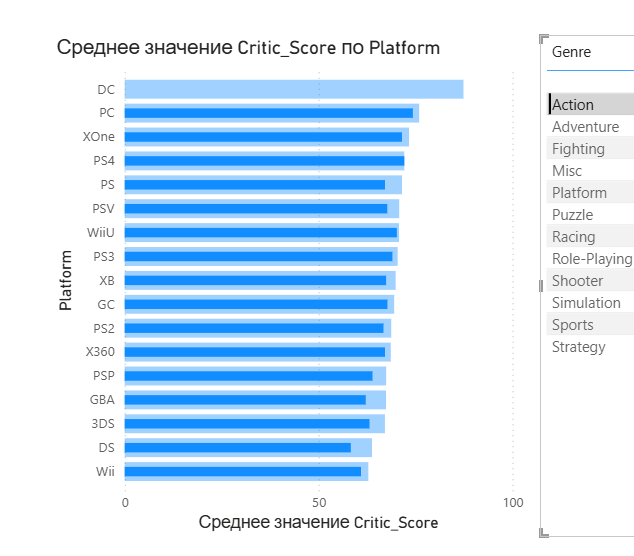 Среднее значение Critic_Score по Platform
DC
PC
XOne
PS4
PS
PSV
WiiU
PS3
XB
GC
PS2
X360
PSP
GBA
3DS
DS
Wii
Platform
0 50 100
Среднее значение Critic_Score
Genre
Action
Adventure
Fighting
Misc
Platform
Puzzle
Racing
Role-Playing
Shooter
Simulation
Sports
Strategy